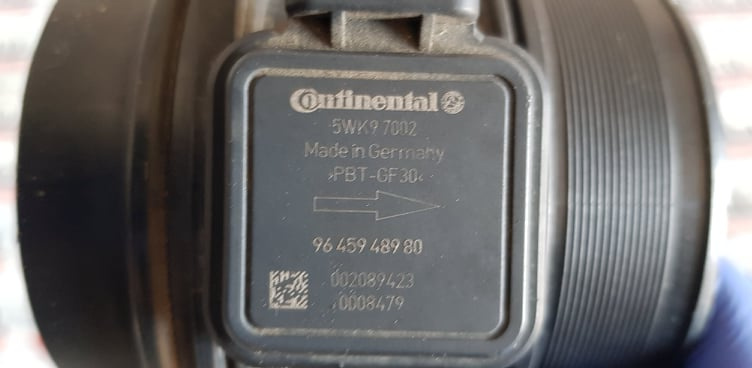 Continental
5WK9 7002
Made in Germany
>PBT-GF30<
96 459 489 80
002089423
0008479